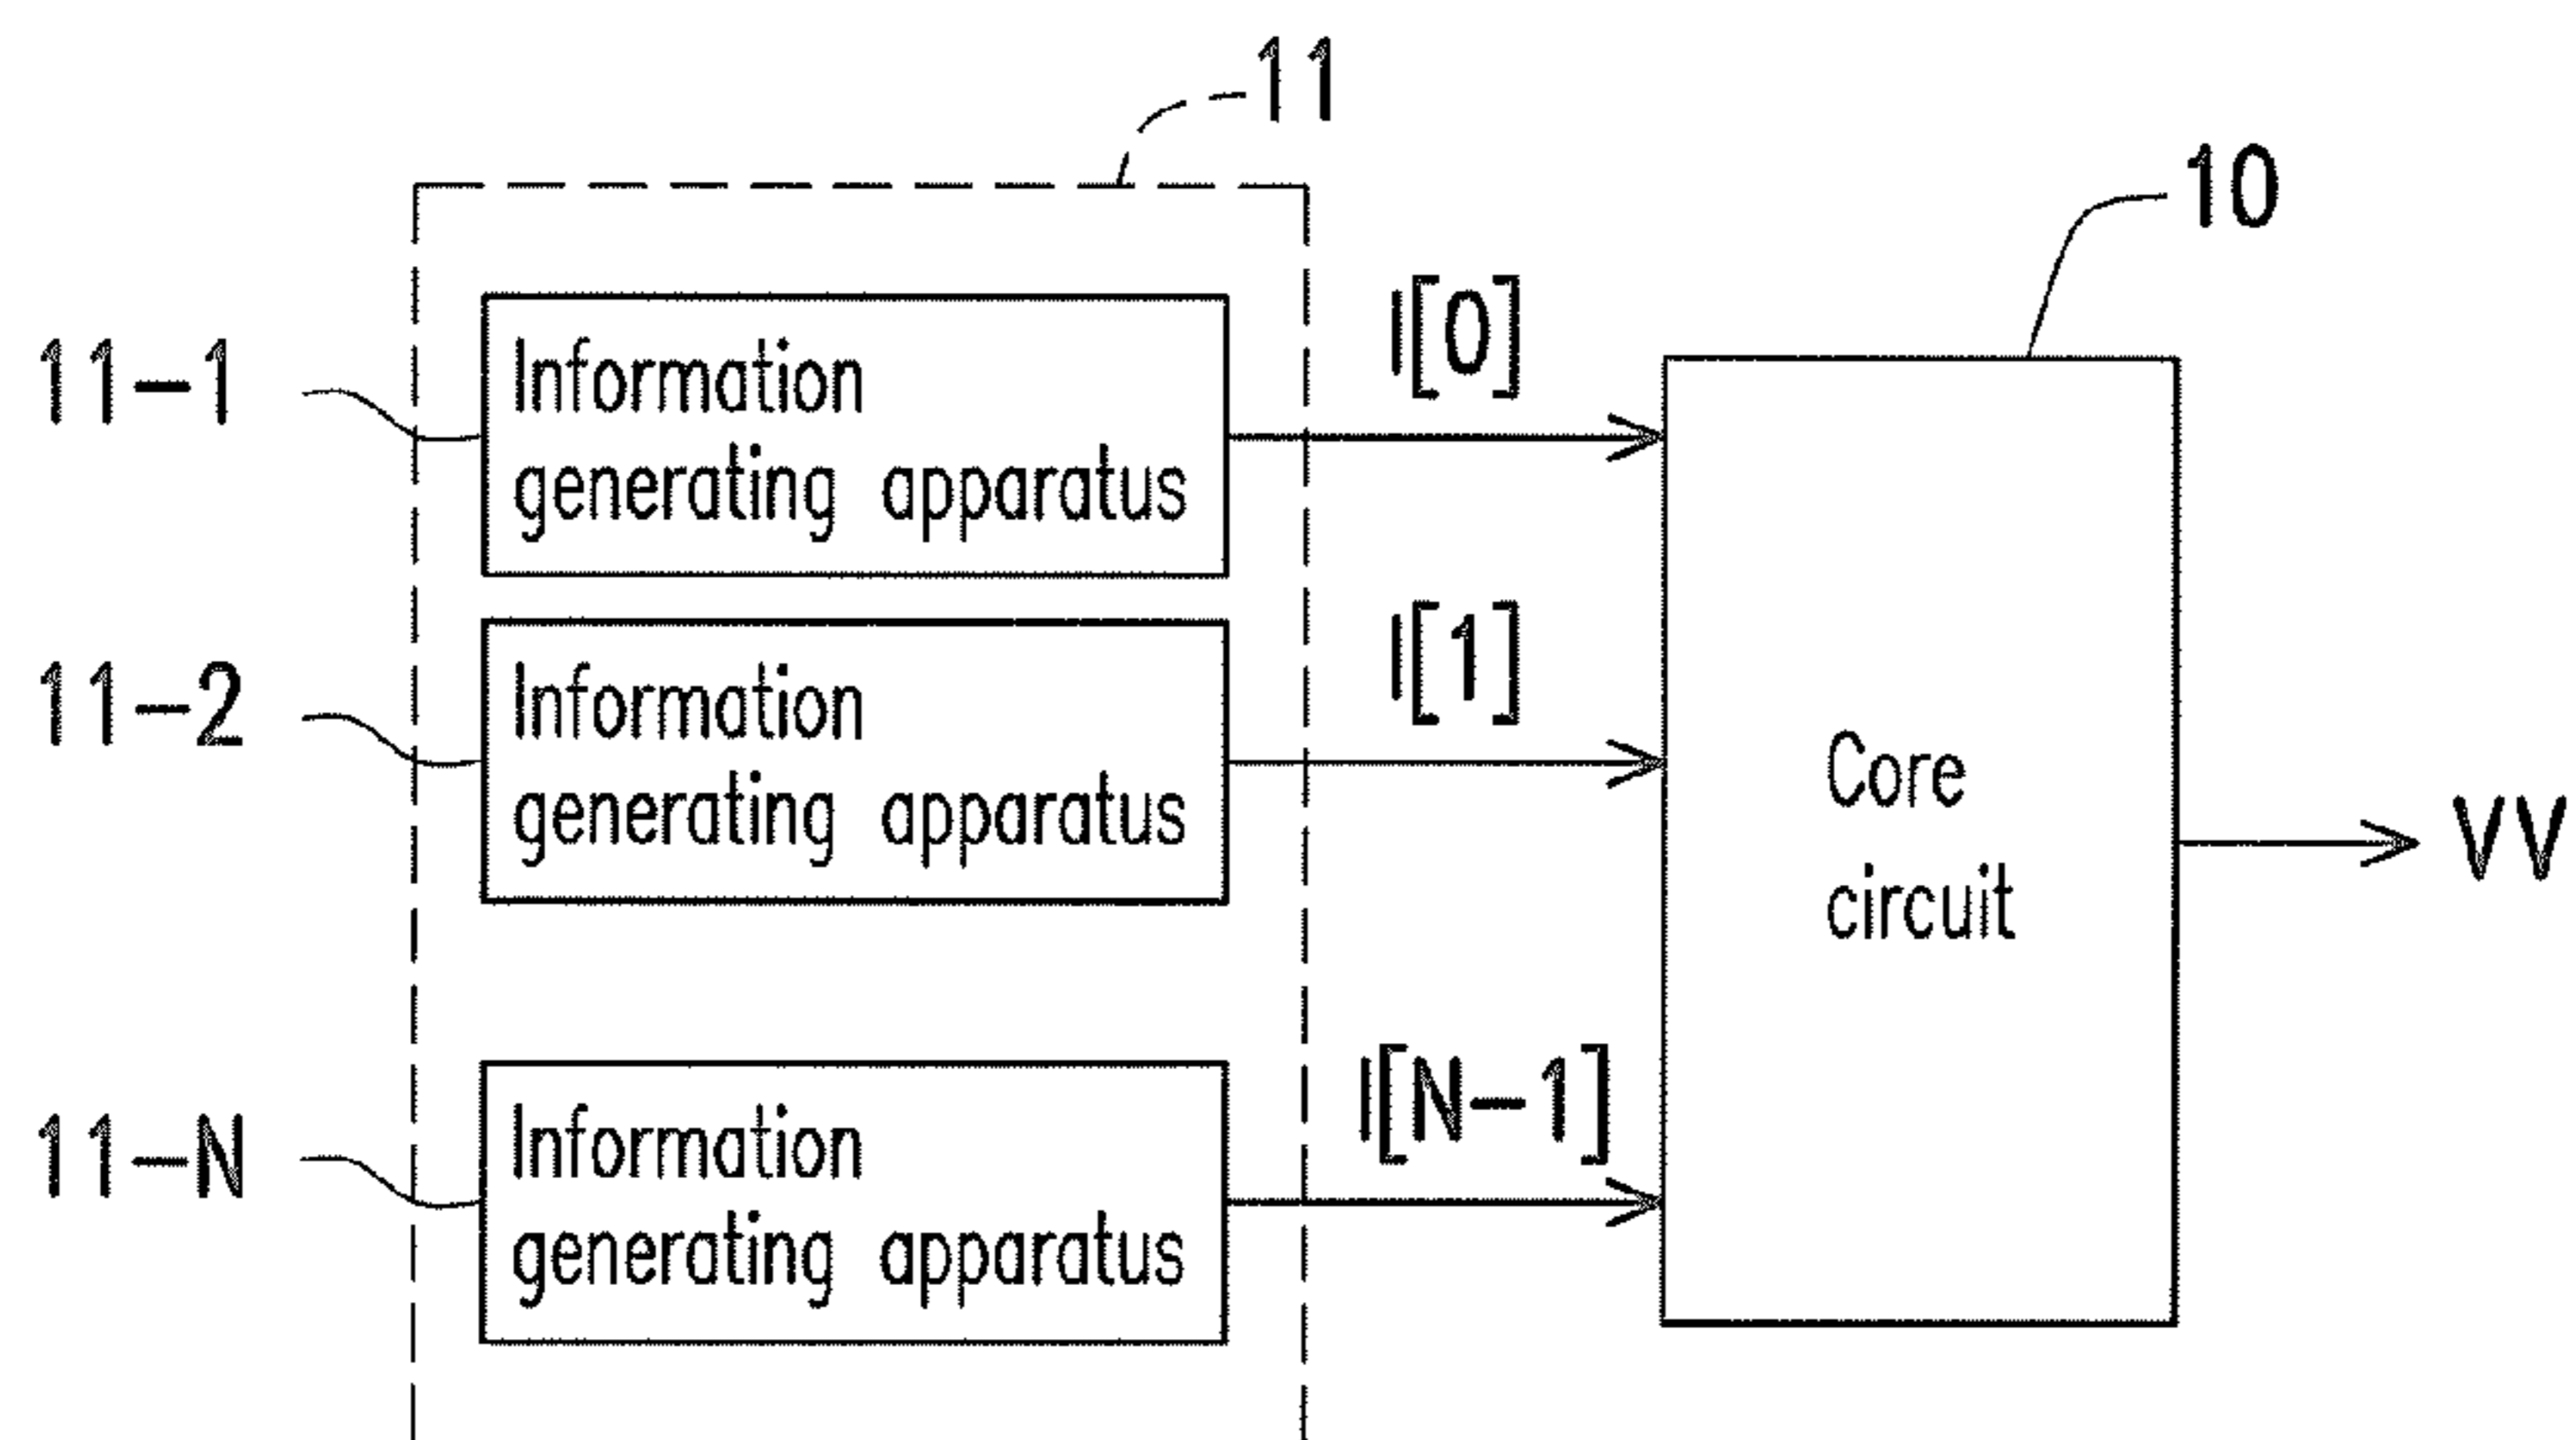 11
10
I[0]
11-1
Information
generating apparatus
I[1]
11-2
Information
generating apparatus
Core
circuit
VV
I[N-1]
11-N
Information
generating apparatus